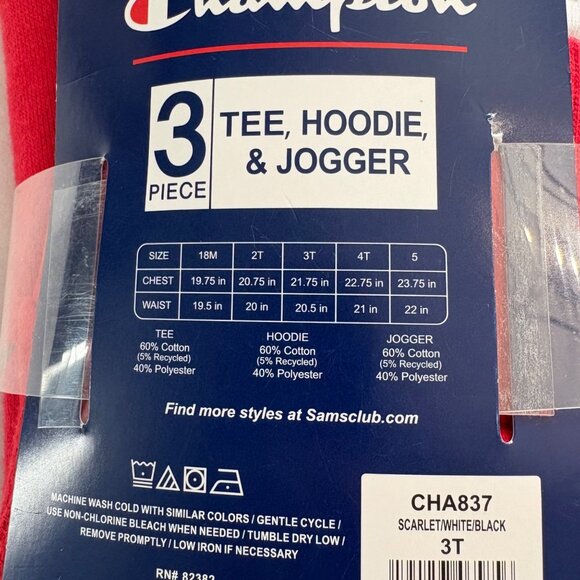 Champion
3
PIECE
TEE, HOODIE,
& JOGGER
SIZE 18M 2T 3T 4T 5
CHEST 19.75 in 20.75 in 21.75 in 22.75 in 23.75 in
WAIST 19.5 in 20 in 20.5 in 21 in 22 in
TEE
60% Cotton
(5% Recycled)
40% Polyester
HOODIE
60% Cotton
(5% Recycled)
40% Polyester
JOGGER
60% Cotton
(5% Recycled)
40% Polyester
Find more styles at Samsclub.com
MACHINE WASH COLD WITH SIMILAR COLORS / GENTLE CYCLE /
USE NON-CHLORINE BLEACH WHEN NEEDED / TUMBLE DRY LOW /
REMOVE PROMPTLY / LOW IRON IF NECESSARY
RN# 82382
CHA837
SCARLET/WHITE/BLACK
3T